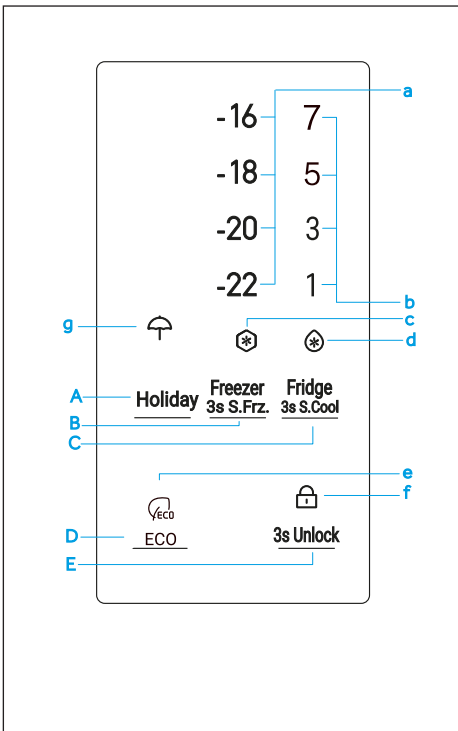 a
-16 7
-18 5
-20 3
-22 1
b
c
g
d
A Holiday Freezer Fridge
3s S.Frz. 3s S.Cool
B
C
e
ECO
f
D ECO 3s Unlock
E